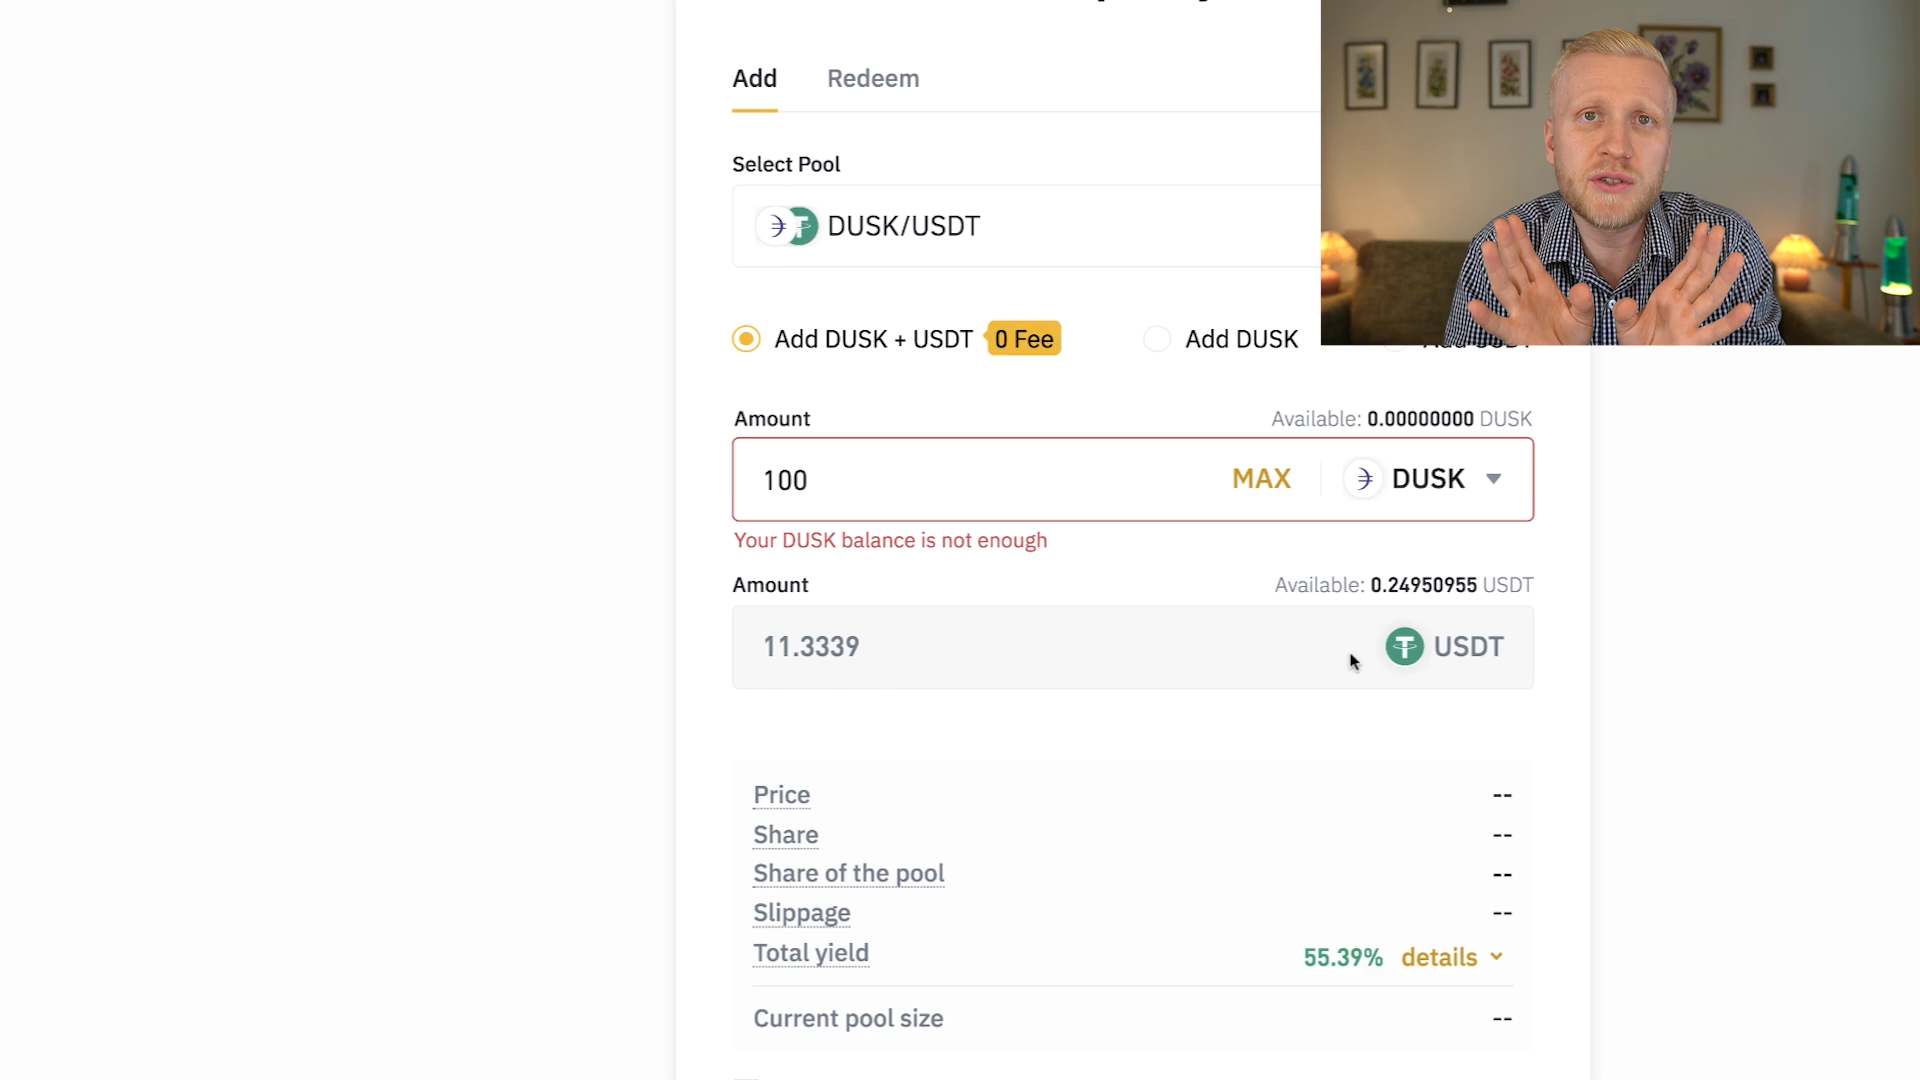 Add Redeem
Select Pool
DUSK/USDT
Add DUSK + USDT 0 Fee Add DUSK
Amount Available: 0.00000000 DUSK
100 MAX DUSK
Your DUSK balance is not enough
Amount Available: 0.24950955 USDT
11.3339 USDT
Price --
Share --
Share of the pool --
Slippage --
Total yield 55.39% details
Current pool size --